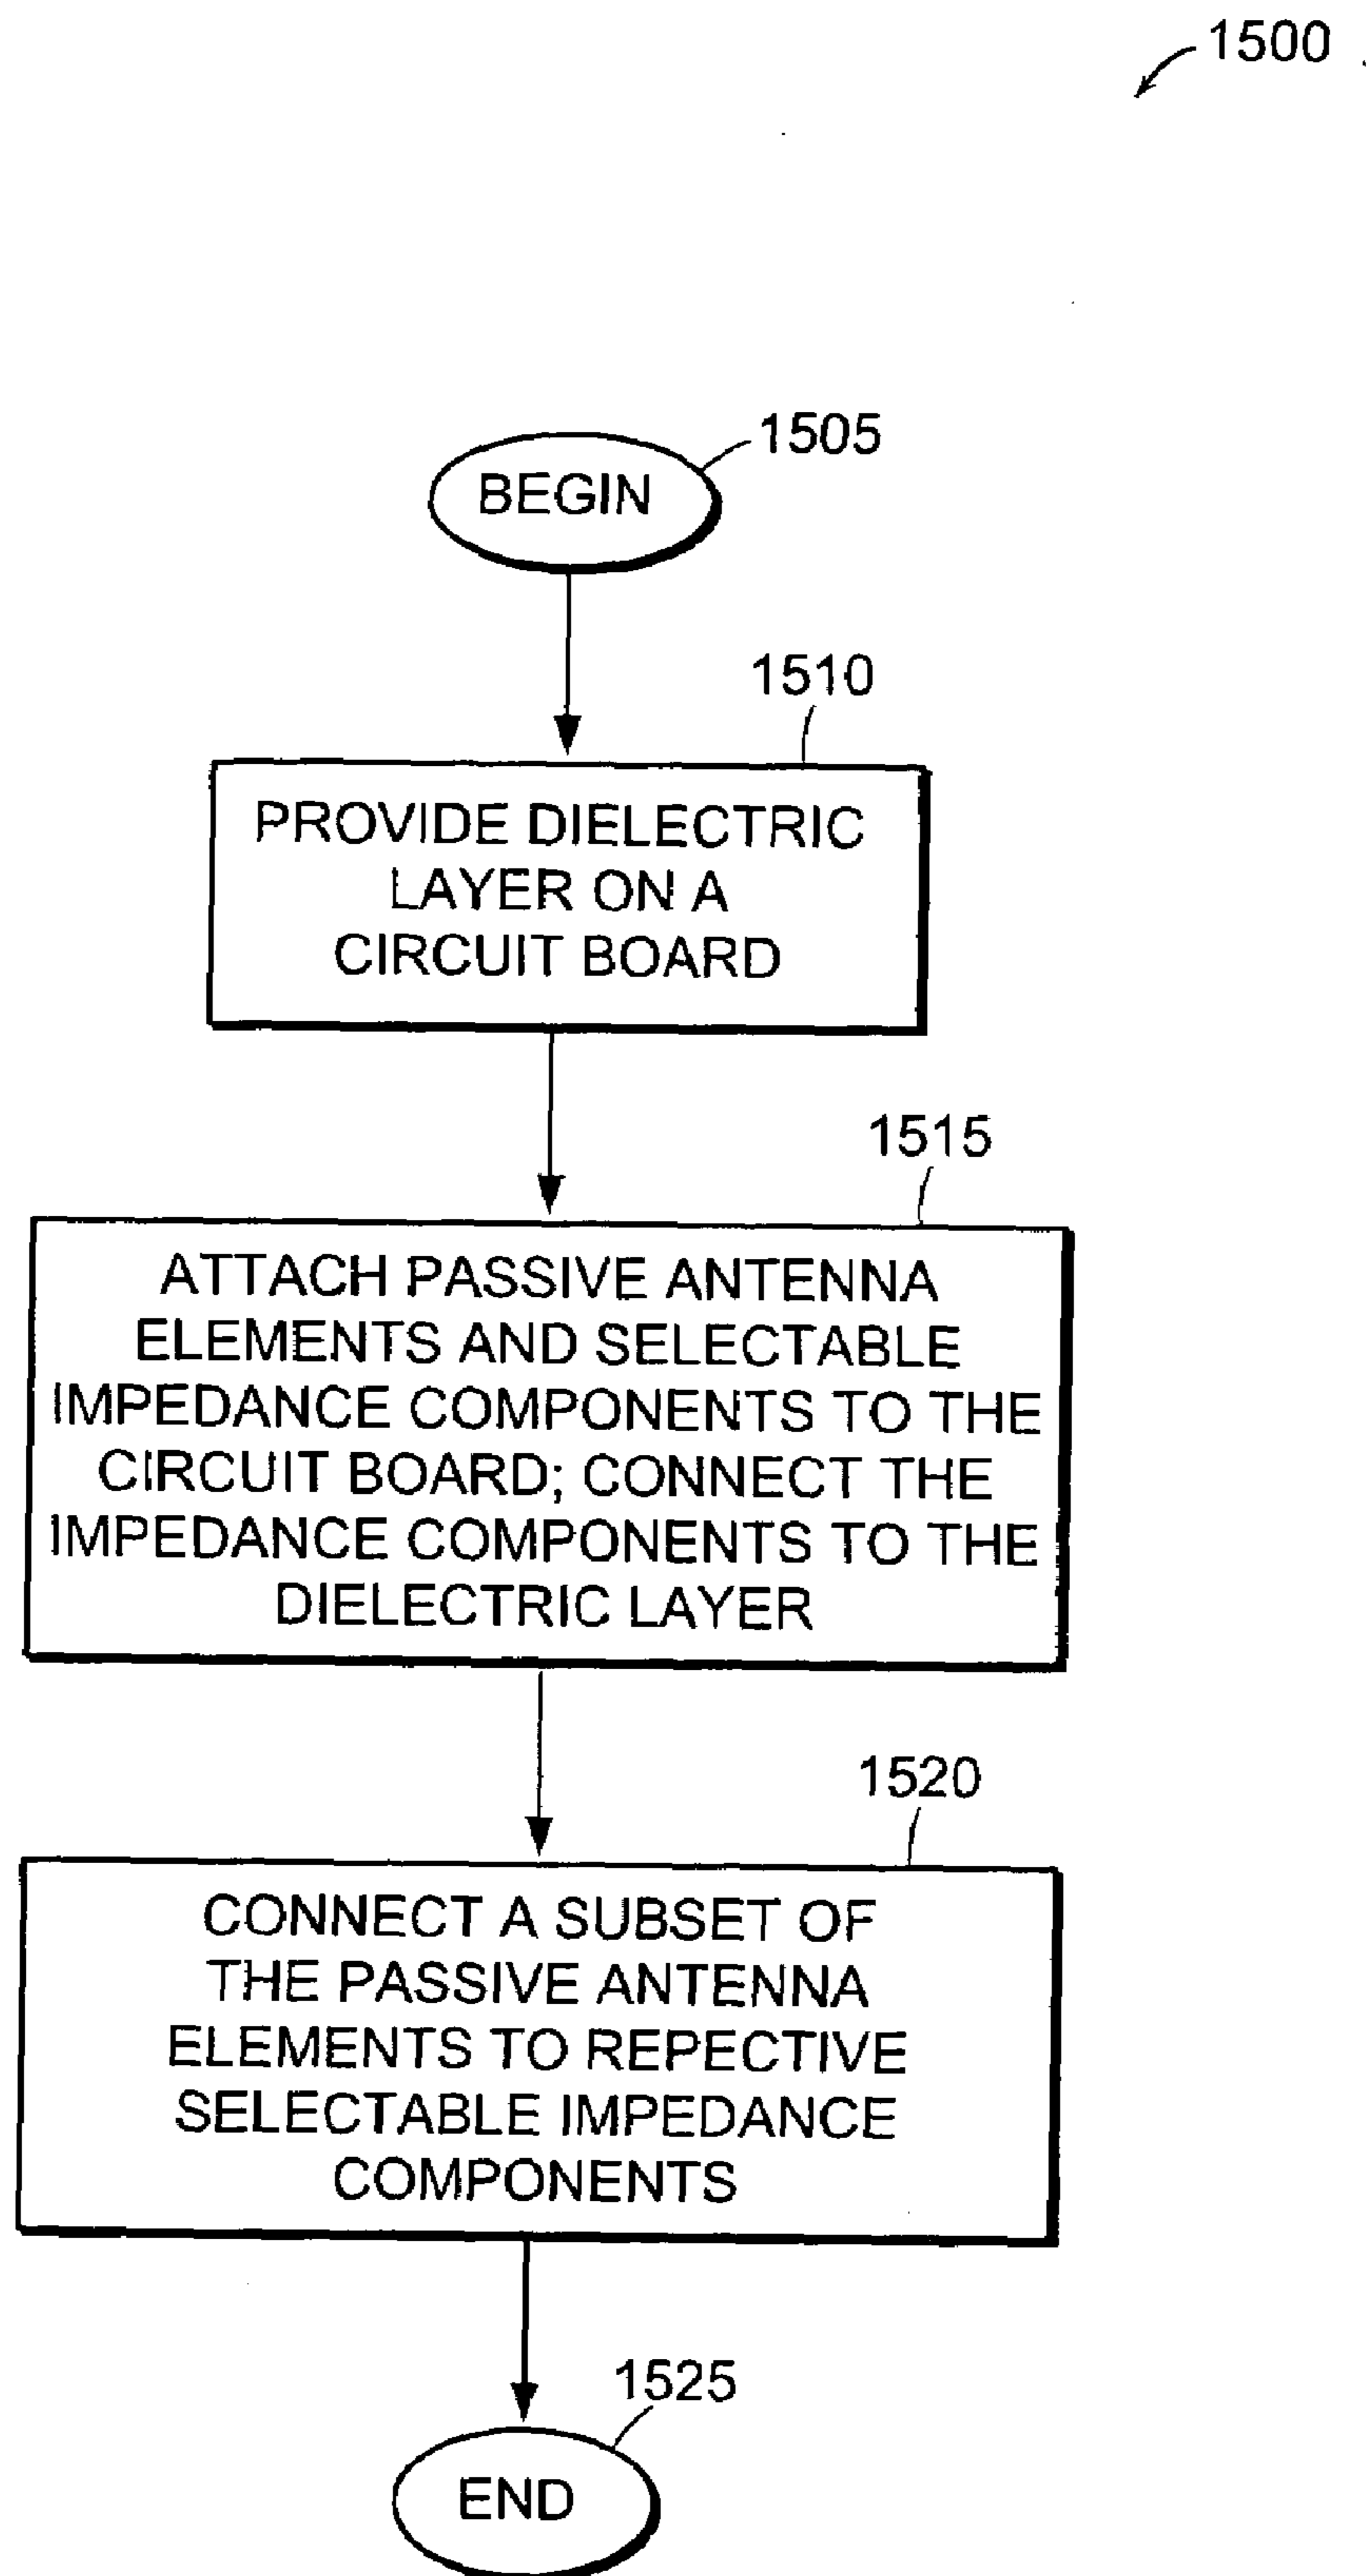 1500
1505
BEGIN
1510
PROVIDE DIELECTRIC
LAYER ON A
CIRCUIT BOARD
1515
ATTACH PASSIVE ANTENNA
ELEMENTS AND SELECTABLE
IMPEDANCE COMPONENTS TO THE
CIRCUIT BOARD; CONNECT THE
IMPEDANCE COMPONENTS TO THE
DIELECTRIC LAYER
1520
CONNECT A SUBSET OF
THE PASSIVE ANTENNA
ELEMENTS TO REPECTIVE
SELECTABLE IMPEDANCE
COMPONENTS
1525
END